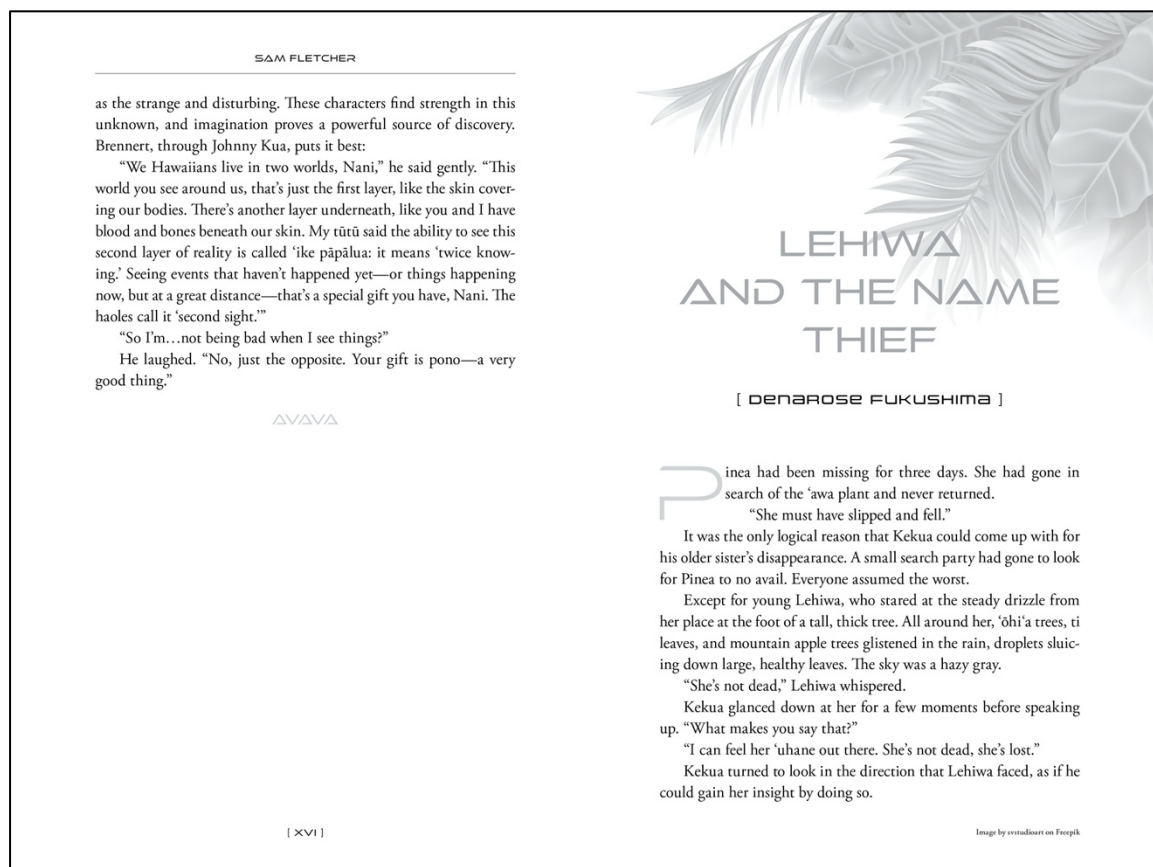 SAM FLETCHER
as the strange and disturbing. These characters find strength in this
unknown, and imagination proves a powerful source of discovery.
Brennert, through Johnny Kua, puts it best:
“We Hawaiians live in two worlds, Nani,” he said gently. “This
world you see around us, that’s just the first layer, like the skin cover-
ing our bodies. There’s another layer underneath, like you and I have
blood and bones beneath our skin. My tūtū said the ability to see this
second layer of reality is called ‘ike pāpālua: it means ‘twice know-
ing.’ Seeing events that haven’t happened yet—or things happening
now, but at a great distance—that’s a special gift you have, Nani. The
haoles call it ‘second sight.’”
“So I’m…not being bad when I see things?”
He laughed. “No, just the opposite. Your gift is pono—a very
good thing.”
AVAVA
[ XVI ]
LEHIWA
AND THE NAME
THIEF
[ DENAROSE FUKUSHIMA ]
Pinea had been missing for three days. She had gone in
search of the ‘awa plant and never returned.
“She must have slipped and fell.”
It was the only logical reason that Kekua could come up with for
his older sister’s disappearance. A small search party had gone to look
for Pinea to no avail. Everyone assumed the worst.
Except for young Lehiwa, who stared at the steady drizzle from
her place at the foot of a tall, thick tree. All around her, ‘ōhi‘a trees, ti
leaves, and mountain apple trees glistened in the rain, droplets sluic-
ing down large, healthy leaves. The sky was a hazy gray.
“She’s not dead,” Lehiwa whispered.
Kekua glanced down at her for a few moments before speaking
up. “What makes you say that?”
“I can feel her ‘uhane out there. She’s not dead, she’s lost.”
Kekua turned to look in the direction that Lehiwa faced, as if he
could gain her insight by doing so.
Image by svstudioart on Freepik